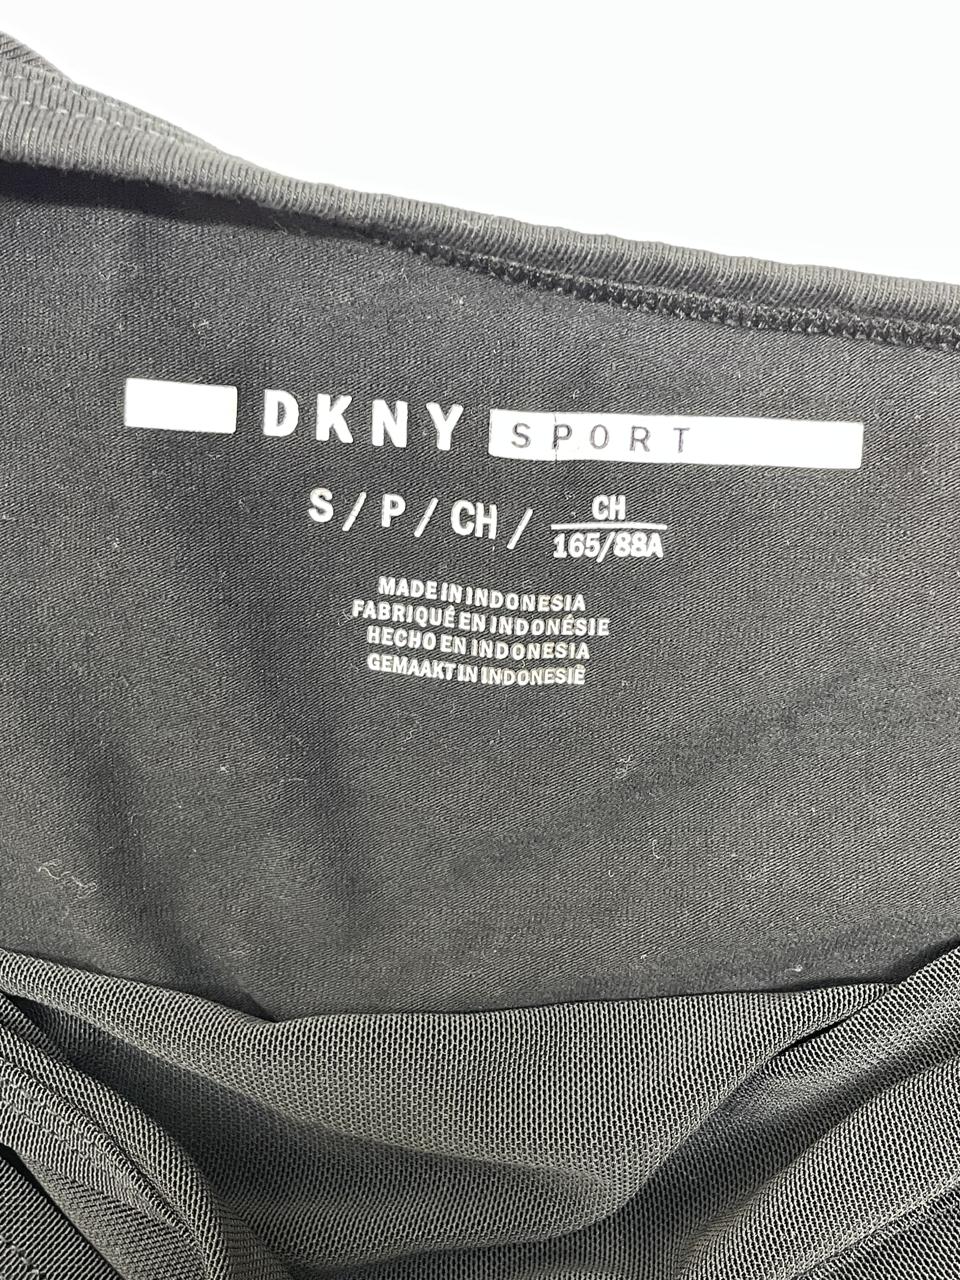 DKNY SPORT
S / P / CH / CH
165/88A
MADE IN INDONESIA
FABRIQUÉ EN INDONÉSIE
HECHO EN INDONESIA
GEMAAKT IN INDONESIË